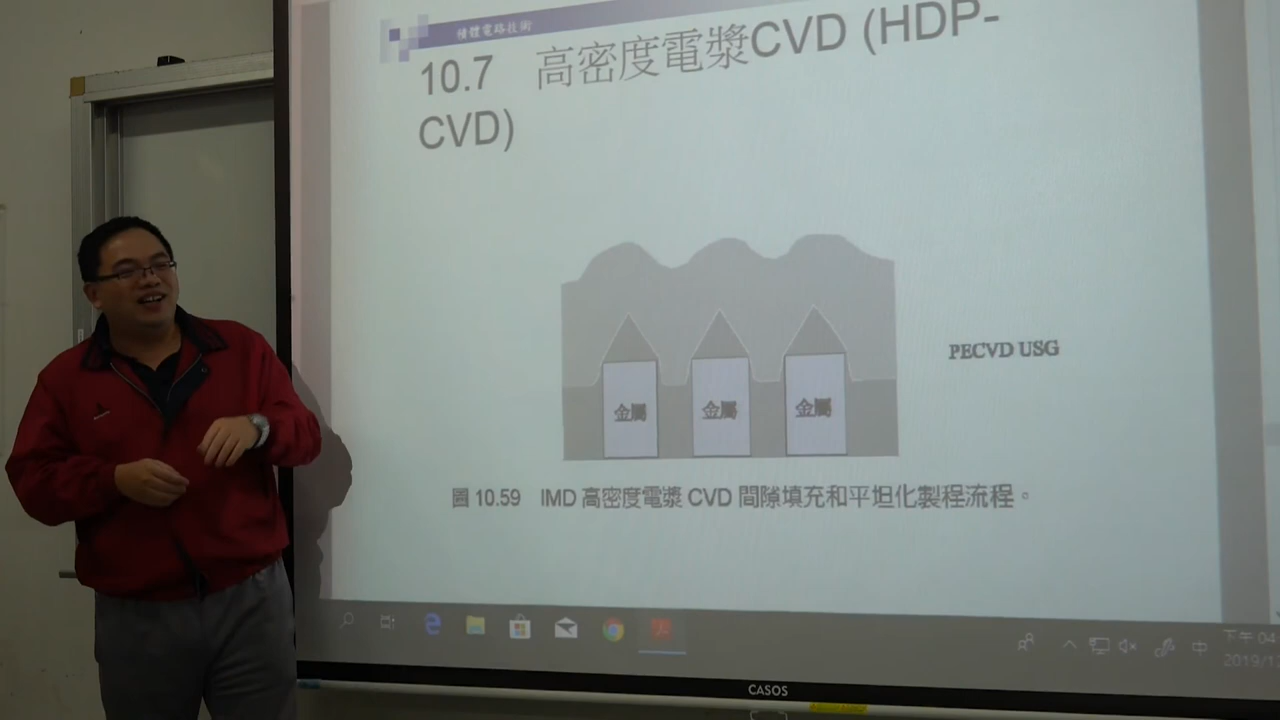 積體電路技術
10.7 高密度電漿CVD (HDP-
CVD)
PECVD USG
金屬 金屬 金屬
圖 10.59 IMD 高密度電漿 CVD 間隙填充和平坦化製程流程。
中
下午 04
2019/1
CASOS